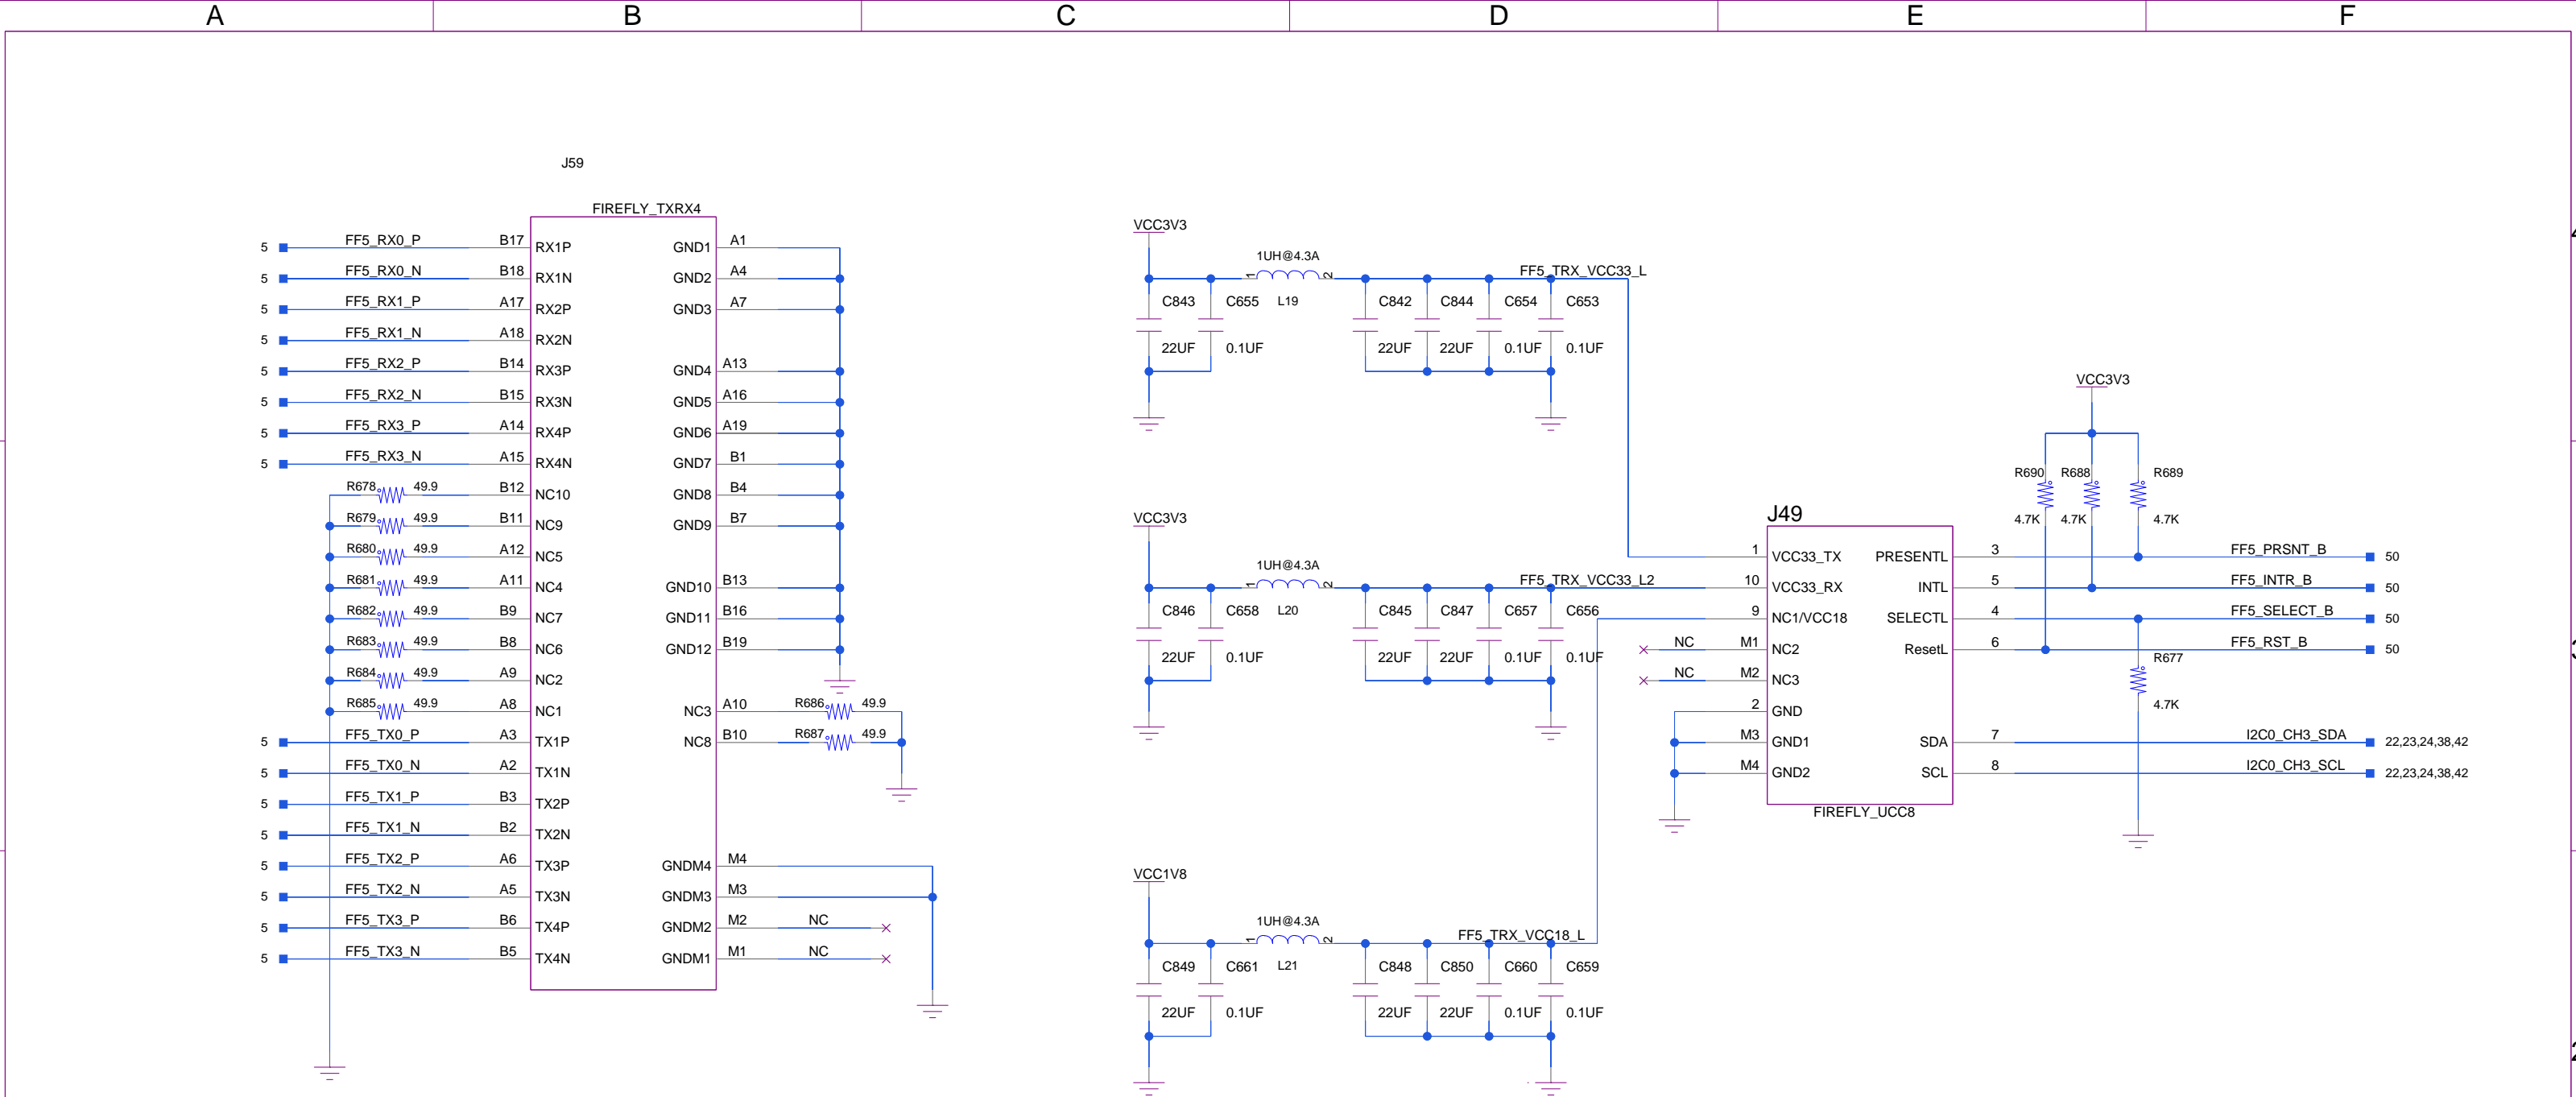 A B C D E F
J59
FIREFLY_TXRX4
5 FF5_RX0_P B17 RX1P GND1 A1
5 FF5_RX0_N B18 RX1N GND2 A4
5 FF5_RX1_P A17 RX2P GND3 A7
5 FF5_RX1_N A18 RX2N
5 FF5_RX2_P B14 RX3P GND4 A13
5 FF5_RX2_N B15 RX3N GND5 A16
5 FF5_RX3_P A14 RX4P GND6 A19
5 FF5_RX3_N A15 RX4N GND7 B1
R678 49.9 B12 NC10 GND8 B4
R679 49.9 B11 NC9 GND9 B7
R680 49.9 A12 NC5
R681 49.9 A11 NC4 GND10 B13
R682 49.9 B9 NC7 GND11 B16
R683 49.9 B8 NC6 GND12 B19
R684 49.9 A9 NC2
R685 49.9 A8 NC1 NC3 A10 R686 49.9
5 FF5_TX0_P A3 TX1P NC8 B10 R687 49.9
5 FF5_TX0_N A2 TX1N
5 FF5_TX1_P B3 TX2P
5 FF5_TX1_N B2 TX2N
5 FF5_TX2_P A6 TX3P GNDM4 M4
5 FF5_TX2_N A5 TX3N GNDM3 M3
5 FF5_TX3_P B6 TX4P GNDM2 M2 NC
5 FF5_TX3_N B5 TX4N GNDM1 M1 NC
VCC3V3
1UH@4.3A
1 2 FF5_TRX_VCC33_L
C843 C655 L19 C842 C844 C654 C653
22UF 0.1UF 22UF 22UF 0.1UF 0.1UF
VCC3V3
1UH@4.3A
1 2 FF5_TRX_VCC33_L2
C846 C658 L20 C845 C847 C657 C656
22UF 0.1UF 22UF 22UF 0.1UF 0.1UF
VCC1V8
1UH@4.3A
1 2 FF5_TRX_VCC18_L
C849 C661 L21 C848 C850 C660 C659
22UF 0.1UF 22UF 22UF 0.1UF 0.1UF
VCC3V3
R690 R688 R689
4.7K 4.7K 4.7K
J49
1 VCC33_TX PRESENTL 3 FF5_PRSNT_B 50
10 VCC33_RX INTL 5 FF5_INTR_B 50
9 NC1/VCC18 SELECTL 4 FF5_SELECT_B 50
NC M1 NC2 ResetL 6 FF5_RST_B 50
R677
NC M2 NC3
4.7K
2 GND
M3 GND1 SDA 7 I2C0_CH3_SDA 22,23,24,38,42
M4 GND2 SCL 8 I2C0_CH3_SCL 22,23,24,38,42
FIREFLY_UCC8